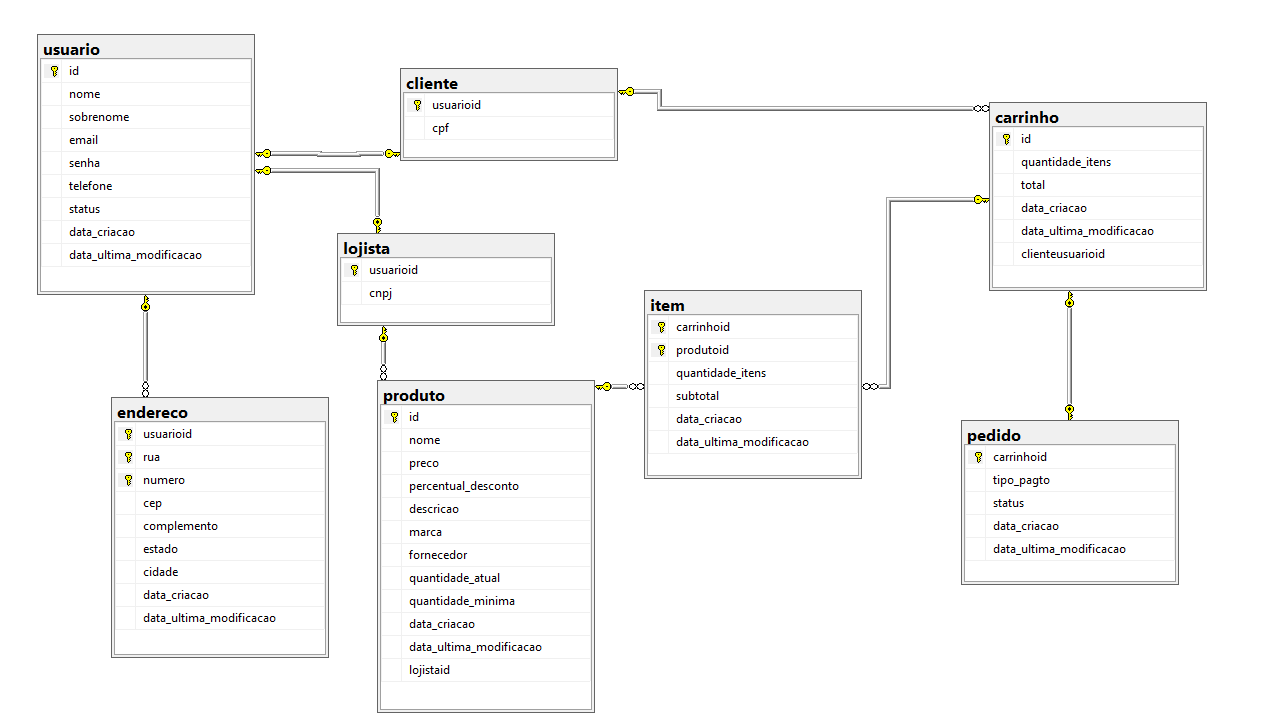 usuario
id
nome
sobrenome
email
senha
telefone
status
data_criacao
data_ultima_modificacao
cliente
usuarioid
cpf
carrinho
id
quantidade_itens
total
data_criacao
data_ultima_modificacao
clienteusuarioid
lojista
usuarioid
cnpj
item
carrinhoid
produtoid
quantidade_itens
subtotal
data_criacao
data_ultima_modificacao
endereco
usuarioid
rua
numero
cep
complemento
estado
cidade
data_criacao
data_ultima_modificacao
produto
id
nome
preco
percentual_desconto
descricao
marca
fornecedor
quantidade_atual
quantidade_minima
data_criacao
data_ultima_modificacao
lojistaid
pedido
carrinhoid
tipo_pagto
status
data_criacao
data_ultima_modificacao